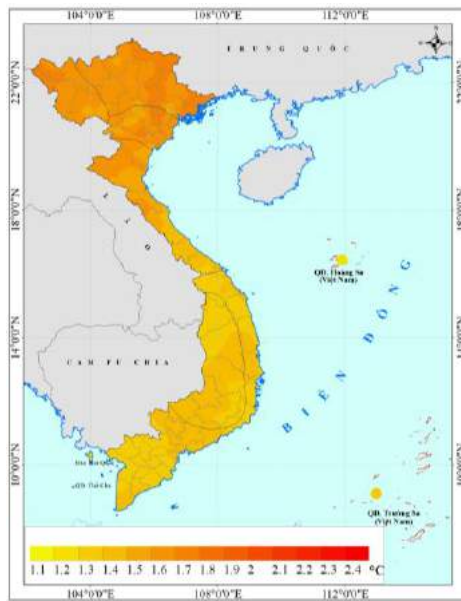 104°0'0"E 108°0'0"E 112°0'0"E
TRUNG QUỐC
22°0'0"N
LÀO
18°0'0"N
QĐ. Hoàng Sa
(Việt Nam)
BIỂN ĐÔNG
14°0'0"N
CAM PU CHIA
10°0'0"N
QĐ. Trường Sa
(Việt Nam)
1.1 1.2 1.3 1.4 1.5 1.6 1.7 1.8 1.9 2 2.1 2.2 2.3 2.4 °C
104°0'0"E 108°0'0"E 112°0'0"E